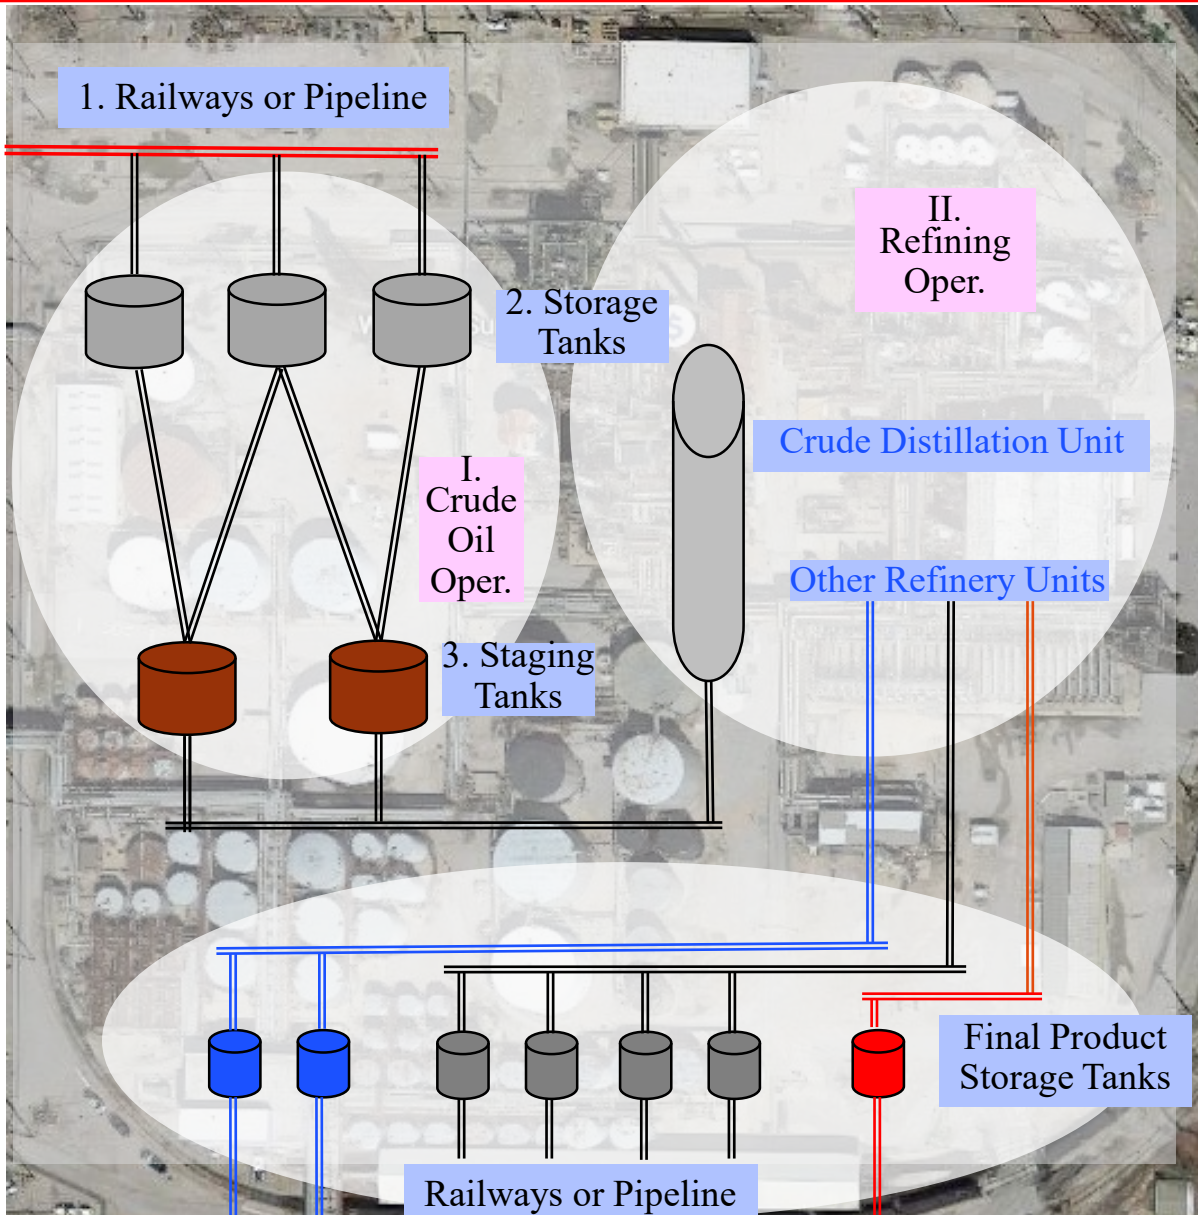 1. Railways or Pipeline
II.
Refining
Oper.
2. Storage
Tanks
Crude Distillation Unit
I.
Crude
Oil
Oper.
Other Refinery Units
3. Staging
Tanks
Final Product
Storage Tanks
Railways or Pipeline